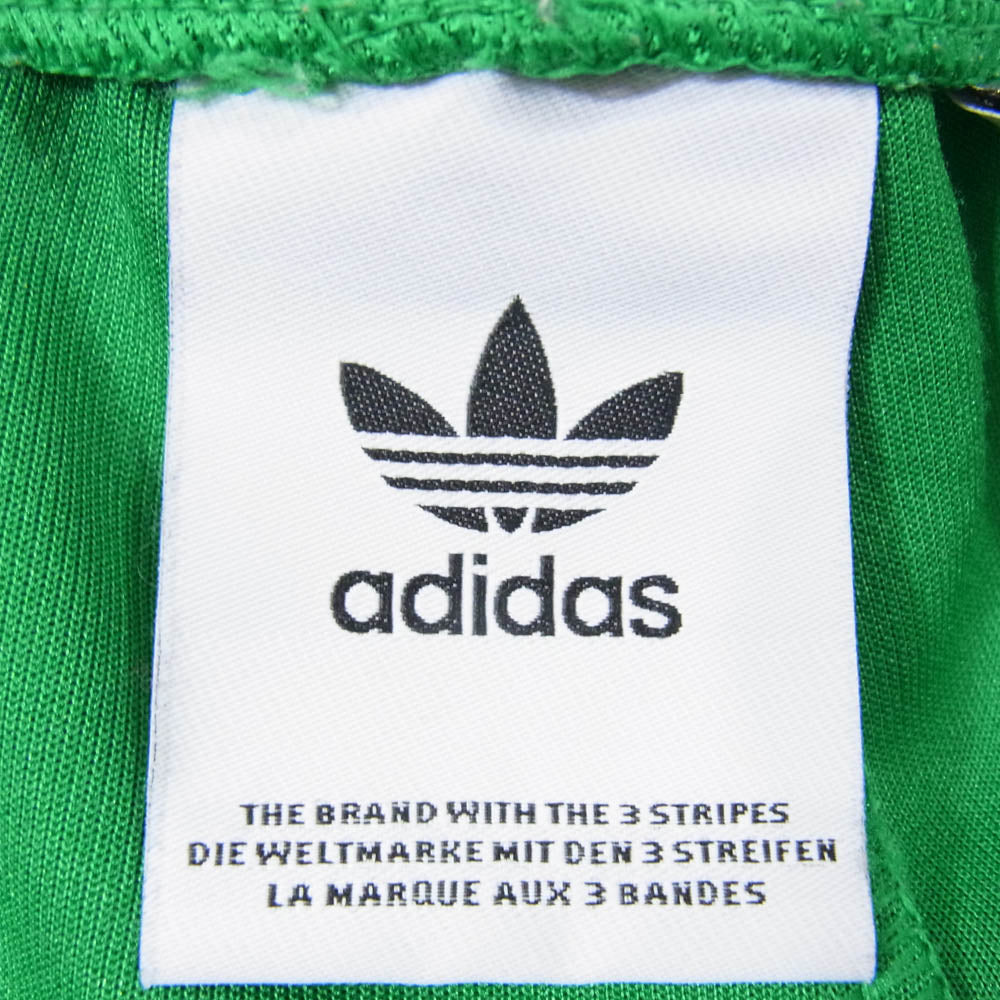 adidas
THE BRAND WITH THE 3 STRIPES
DIE WELTMARKE MIT DEN 3 STREIFEN
LA MARQUE AUX 3 BANDES